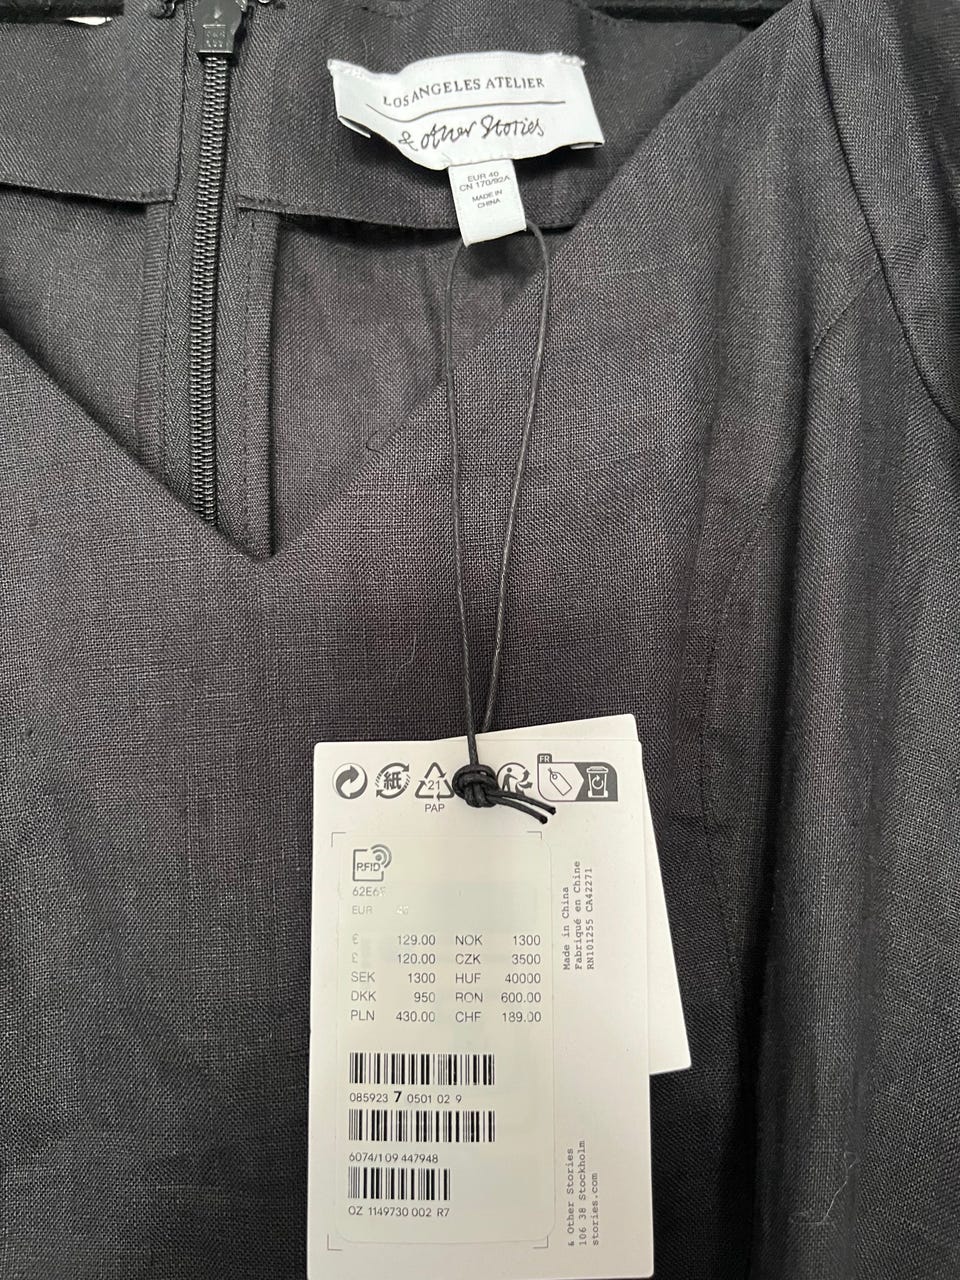 LOS ANGELES ATELIER
& other Stories
EUR 40
CN 170/92A
MADE IN
CHINA
FR
紙
21
PAP
RFID
EUR
£ 129.00 NOK 1300
£ 120.00 CZK 3500
SEK 1300 HUF 40000
DKK 950 RON 600.00
PLN 430.00 CHF 189.00
085923 7 0501 02 9
6074/109 447948
OZ 1149730 002 R7
Made in China
Fabriqué en Chine
RN101255 CA42271
& Other Stories
106 38 Stockholm
stories.com